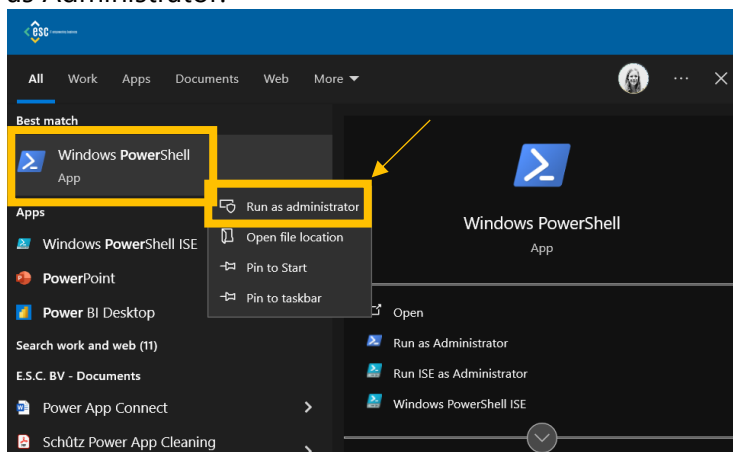 as Administrator.
esc
All Work Apps Documents Web More
Best match
Windows PowerShell
App
Apps
Windows PowerShell ISE
PowerPoint
Power BI Desktop
Search work and web (11)
E.S.C. BV - Documents
Power App Connect
Schûtz Power App Cleaning
Run as administrator
Open file location
Pin to Start
Pin to taskbar
Windows PowerShell
App
Open
Run as Administrator
Run ISE as Administrator
Windows PowerShell ISE